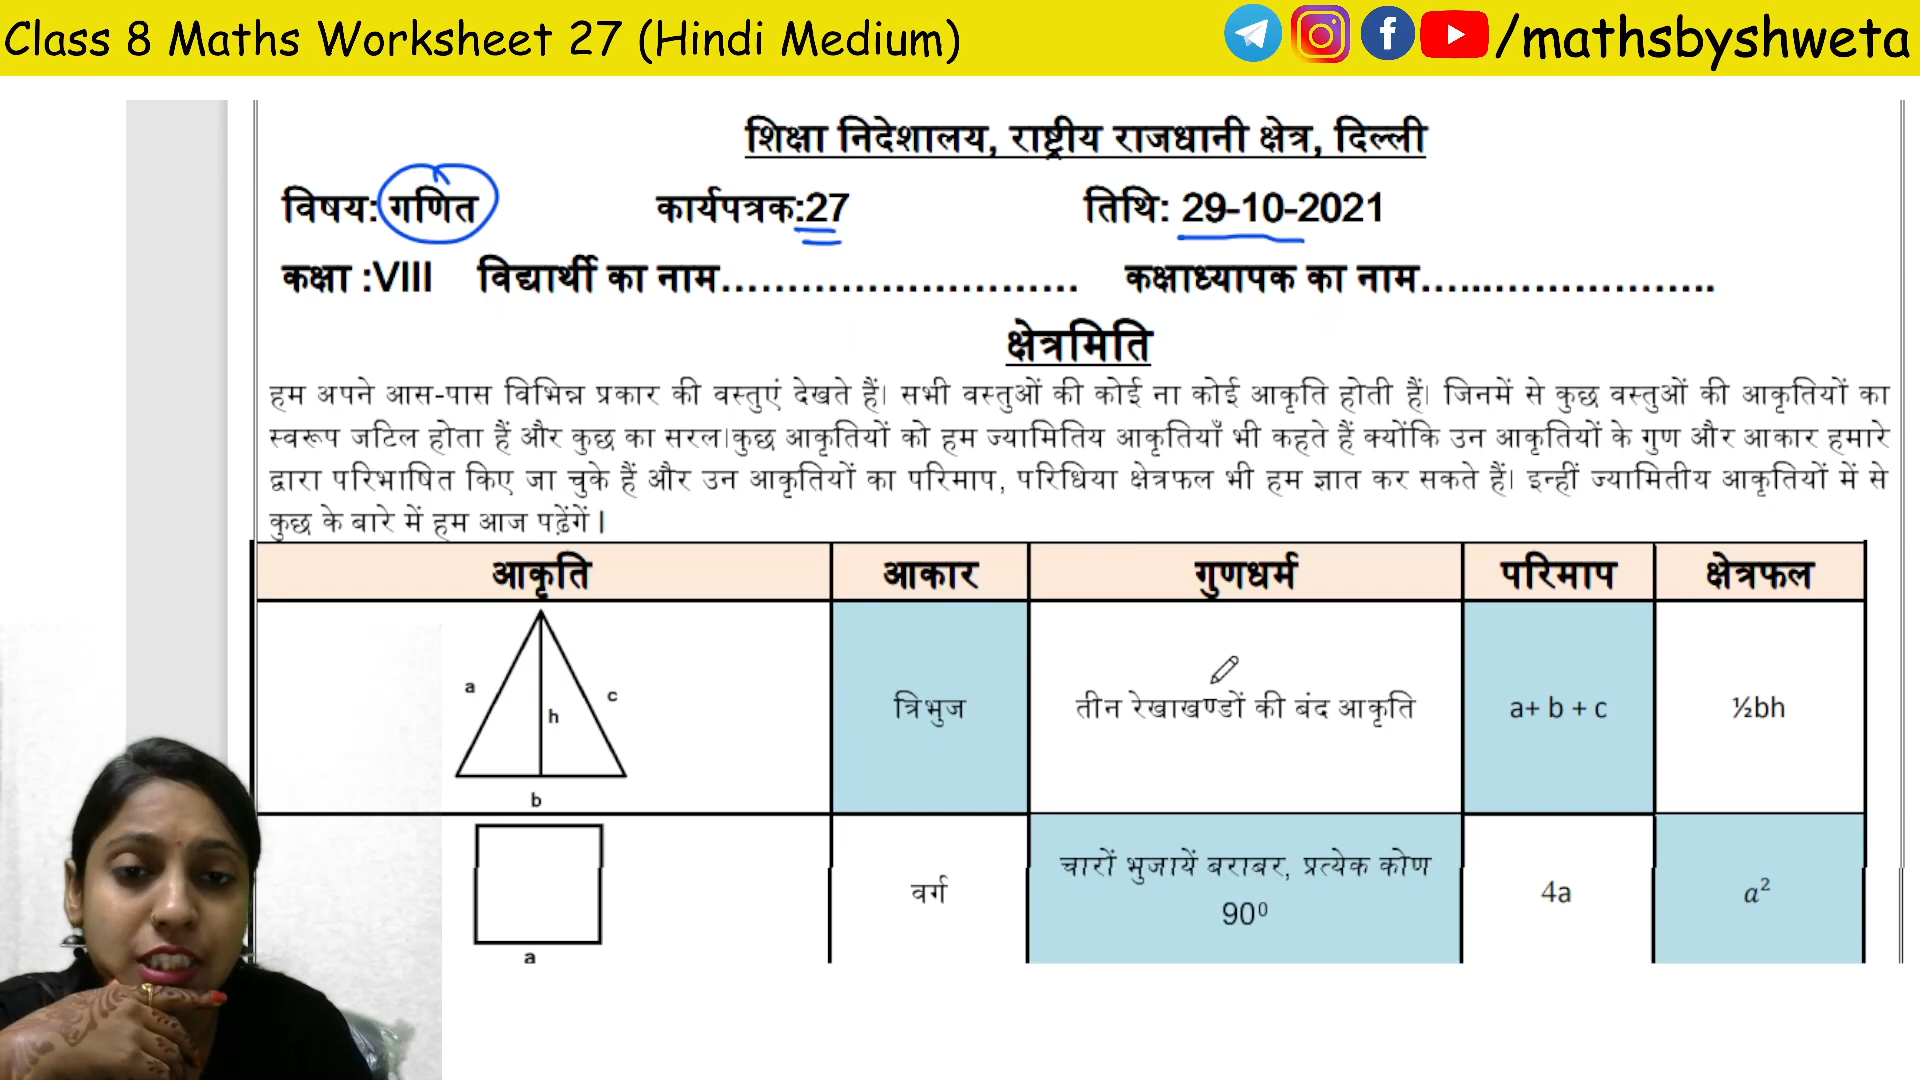 Class 8 Maths Worksheet 27 (Hindi Medium) /mathsbyshweta
शिक्षा निदेशालय, राष्ट्रीय राजधानी क्षेत्र, दिल्ली
विषय: गणित कार्यपत्रक:27 तिथि: 29-10-2021
कक्षा :VIII विद्यार्थी का नाम........................... कक्षाध्यापक का नाम.......................
क्षेत्रमिति
हम अपने आस-पास विभिन्न प्रकार की वस्तुएं देखते हैं। सभी वस्तुओं की कोई ना कोई आकृति होती हैं। जिनमें से कुछ वस्तुओं की आकृतियों का
स्वरूप जटिल होता हैं और कुछ का सरल।कुछ आकृतियों को हम ज्यामितिय आकृतियाँ भी कहते हैं क्योंकि उन आकृतियों के गुण और आकार हमारे
द्वारा परिभाषित किए जा चुके हैं और उन आकृतियों का परिमाप, परिधिया क्षेत्रफल भी हम ज्ञात कर सकते हैं। इन्हीं ज्यामितीय आकृतियों में से
कुछ के बारे में हम आज पढ़ेंगें।
आकृति आकार गुणधर्म परिमाप क्षेत्रफल
a c h b
त्रिभुज तीन रेखाखण्डों की बंद आकृति a+ b + c ½bh
वर्ग चारों भुजायें बराबर, प्रत्येक कोण 4a a²
90⁰
a